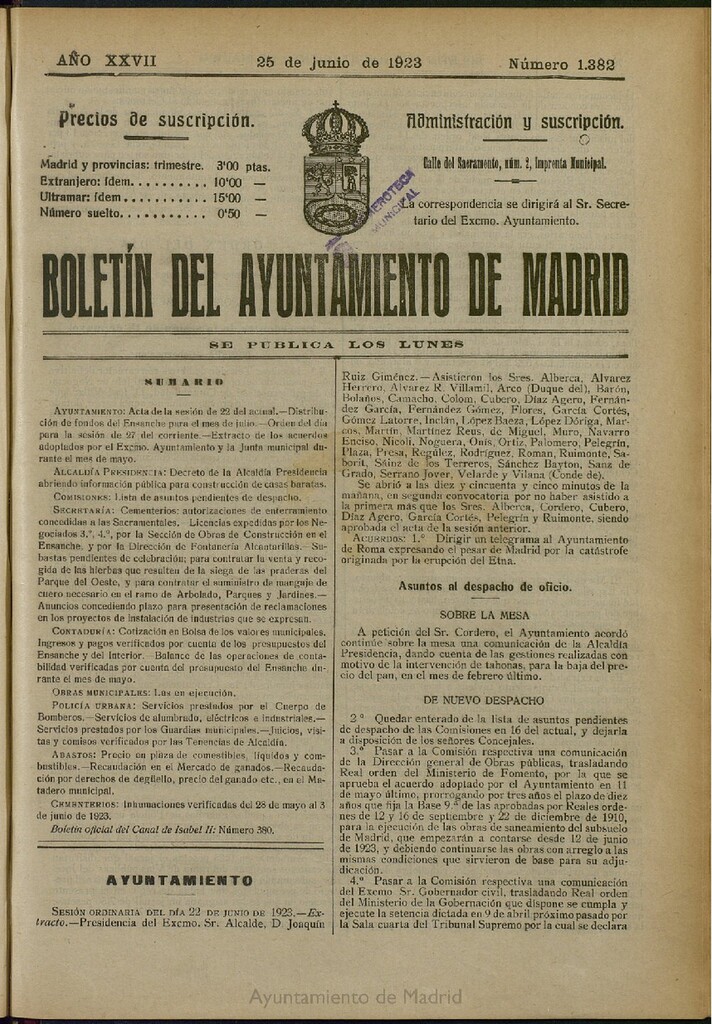 AÑO XXVII
25 de junio de 1923
Número 1.382
Precios de suscripción.
Madrid y provincias: trimestre. 3'00 ptas.
Extranjero: ídem.......... 10'00 —
Ultramar: ídem........... 15'00 —
Número suelto........... 0'50 —
HEMEROTECA
MUNICIPAL
Administración y suscripción.
Calle del Sacramento, núm. 2, Imprenta Municipal.
La correspondencia se dirigirá al Sr. Secre-
tario del Excmo. Ayuntamiento.
BOLETÍN DEL AYUNTAMIENTO DE MADRID
SE PUBLICA LOS LUNES
SUMARIO
AYUNTAMIENTO: Acta de la sesión de 22 del actual.—Distribu-
ción de fondos del Ensanche para el mes de julio.—Orden del día
para la sesión de 27 del corriente.—Extracto de los acuerdos
adoptados por el Excmo. Ayuntamiento y la Junta municipal du-
rante el mes de mayo.
ALCALDÍA PRESIDENCIA: Decreto de la Alcaldía Presidencia
abriendo información pública para construcción de casas baratas.
COMISIONES: Lista de asuntos pendientes de despacho.
SECRETARÍA: Cementerios: autorizaciones de enterramiento
concedidas a las Sacramentales.—Licencias expedidas por los Ne-
gociados 3.º, 4.º, por la Sección de Obras de Construcción en el
Ensanche, y por la Dirección de Fontanería Alcantarillas.—Su-
bastas pendientes de celebración; para contratar la venta y reco-
gida de las hierbas que resulten de la siega de las praderas del
Parque del Oeste, y para contratar el suministro de mangaje de
cuero necesario en el ramo de Arbolado, Parques y Jardines.—
Anuncios concediendo plazo para presentación de reclamaciones
en los proyectos de instalación de industrias que se expresan.
CONTADURÍA: Cotización en Bolsa de los valores municipales.
Ingresos y pagos verificados por cuenta de los presupuestos del
Ensanche y del Interior.—Balance de las operaciones de conta-
bilidad verificadas por cuenta del presupuesto del Ensanche du-
rante el mes de mayo.
OBRAS MUNICIPALES: Las en ejecución.
POLICÍA URBANA: Servicios prestados por el Cuerpo de
Bomberos.—Servicios de alumbrado, eléctricos e industriales.—
Servicios prestados por los Guardias municipales.—Juicios, visi-
tas y comisos verificados por las Tenencias de Alcaldía.
ABASTOS: Precio en plaza de comestibles, líquidos y com-
bustibles.—Recaudación en el Mercado de ganados.—Recauda-
ción por derechos de degüello, precio del ganado etc., en el Ma-
tadero municipal.
CEMENTERIOS: Inhumaciones verificadas del 28 de mayo al 3
de junio de 1923.
Boletín oficial del Canal de Isabel II: Número 380.
AYUNTAMIENTO
SESIÓN ORDINARIA DEL DÍA 22 DE JUNIO DE 1923.—Ex-
tracto.—Presidencia del Excmo. Sr. Alcalde, D. Joaquín
Ruiz Giménez.—Asistieron los Sres. Alberca, Alvarez
Herrero, Alvarez R. Villamil, Arco (Duque del), Barón,
Bolaños, Camacho, Colom, Cubero, Díaz Agero, Fernán-
dez García, Fernández Gómez, Flores, García Cortés,
Gómez Latorre, Inclán, López Baeza, López Dóriga, Mar-
cos, Martín, Martínez Reus, de Miguel, Muro, Navarro
Enciso, Nicoli, Noguera, Onís, Ortiz, Palomero, Pelegrín,
Plaza, Presa, Regúlez, Rodríguez, Roman, Ruimonte, Sa-
borit, Sáinz de los Terreros, Sánchez Bayton, Sanz de
Grado, Serrano Jover, Velarde y Vilana (Conde de).
Se abrió a las diez y cincuenta y cinco minutos de la
mañana, en segunda convocatoria por no haber asistido a
la primera más que los Sres. Alberca, Cordero, Cubero,
Díaz Agero, García Cortés, Pelegrín y Ruimonte, siendo
aprobada el acta de la sesión anterior.
ACUERDOS: 1.º Dirigir un telegrama al Ayuntamiento
de Roma expresando el pesar de Madrid por la catástrofe
originada por la erupción del Etna.
Asuntos al despacho de oficio.
SOBRE LA MESA
A petición del Sr. Cordero, el Ayuntamiento acordó
continúe sobre la mesa una comunicación de la Alcaldía
Presidencia, dando cuenta de las gestiones realizadas con
motivo de la intervención de tahonas, para la baja del pre-
cio del pan, en el mes de febrero último.
DE NUEVO DESPACHO
2.º Quedar enterado de la lista de asuntos pendientes
de despacho de las Comisiones en 16 del actual, y dejarla
a disposición de los señores Concejales.
3.º Pasar a la Comisión respectiva una comunicación
de la Dirección general de Obras públicas, trasladando
Real orden del Ministerio de Fomento, por la que se
aprueba el acuerdo adoptado por el Ayuntamiento en 11
de mayo último, prorrogando por tres años el plazo de diez
años que fija la Base 9.ª de las aprobadas por Reales orde-
nes de 12 y 16 de septiembre y 22 de diciembre de 1910,
para la ejecución de las obras de saneamiento del subsuelo
de Madrid, que empezarán a contarse desde 12 de junio
de 1923, y debiendo continuarse las obras con arreglo a las
mismas condiciones que sirvieron de base para su adju-
dicación.
4.º Pasar a la Comisión respectiva una comunicación
del Excmo Sr. Gobernador civil, trasladando Real orden
del Ministerio de la Gobernación que dispone se cumpla y
ejecute la setencia dictada en 9 de abril próximo pasado por
la Sala cuarta del Tribunal Supremo por la cual se declara
Ayuntamiento de Madrid